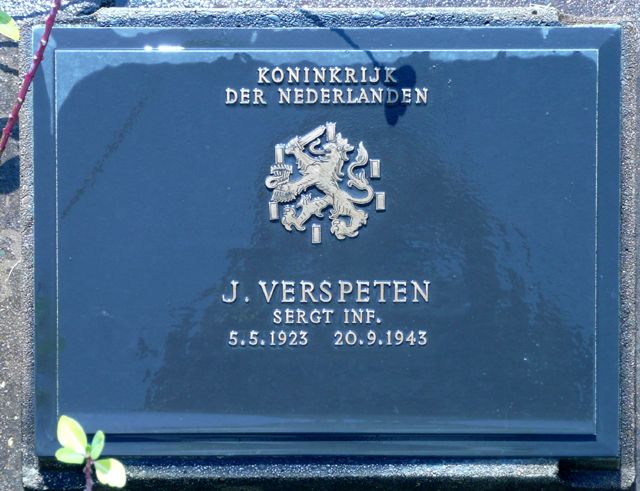 KONINKRIJK
DER NEDERLANDEN
J. VERSPETEN
SERGT INF.
5.5.1923 20.9.1943